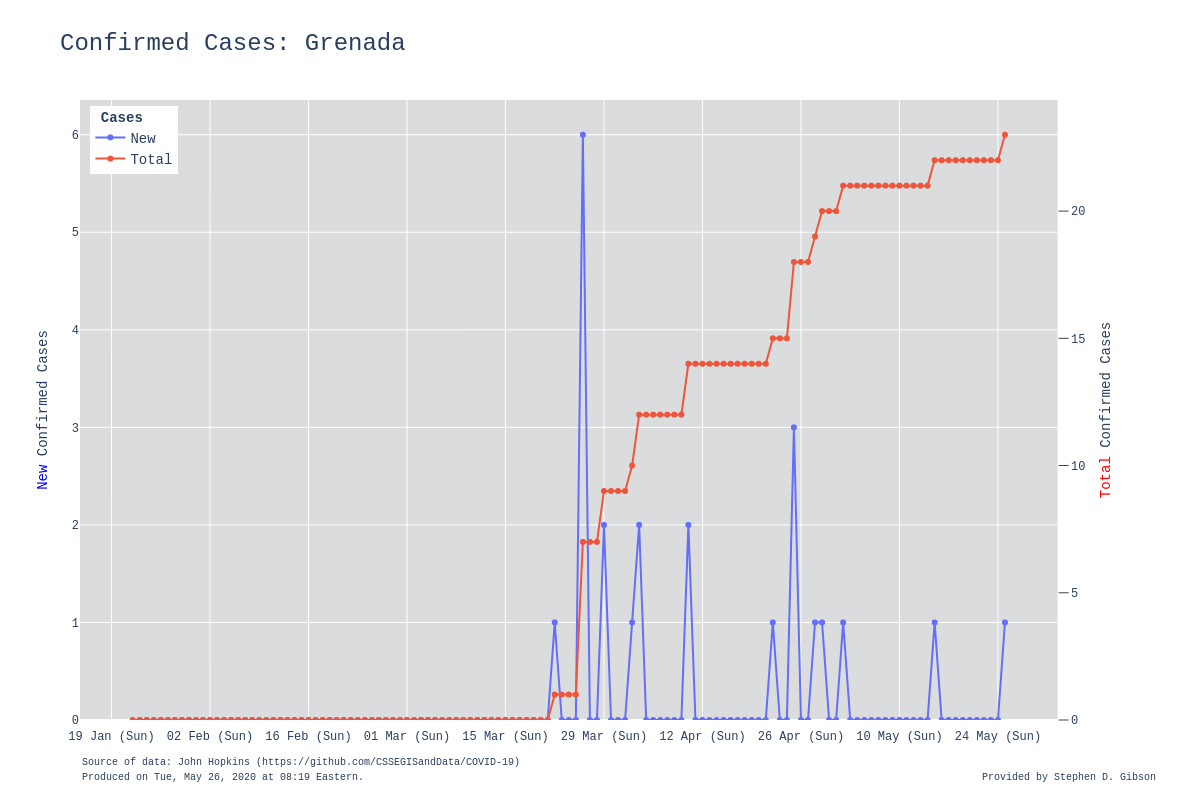 Confirmed Cases: Grenada
Cases
New
Total
6
5
4
3
2
1
0
20
15
10
5
0
New Confirmed Cases
Total Confirmed Cases
19 Jan (Sun) 02 Feb (Sun) 16 Feb (Sun) 01 Mar (Sun) 15 Mar (Sun) 29 Mar (Sun) 12 Apr (Sun) 26 Apr (Sun) 10 May (Sun) 24 May (Sun)
Source of data: John Hopkins (https://github.com/CSSEGISandData/COVID-19)
Produced on Tue, May 26, 2020 at 08:19 Eastern.
Provided by Stephen D. Gibson